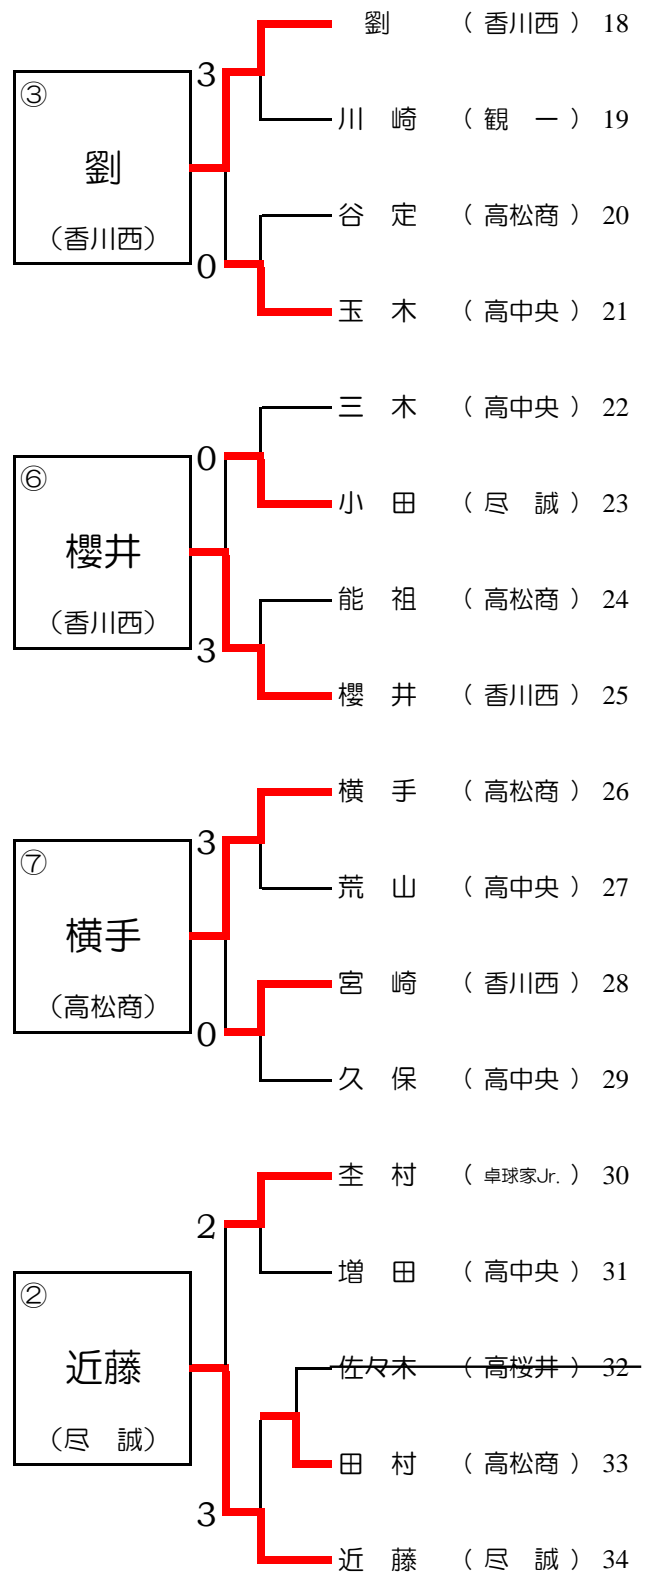 劉 （ 香川西 ） 18
3
③
川 崎 （ 観 一 ） 19
劉
谷 定 （ 高松商 ） 20
（香川西）
0
玉 木 （ 高中央 ） 21
三 木 （ 高中央 ） 22
0
⑥
小 田 （ 尽 誠 ） 23
櫻井
能 祖 （ 高松商 ） 24
（香川西）
3
櫻 井 （ 香川西 ） 25
横 手 （ 高松商 ） 26
3
⑦
荒 山 （ 高中央 ） 27
横手
宮 崎 （ 香川西 ） 28
（高松商）
0
久 保 （ 高中央 ） 29
杢 村 （ 卓球家Jr. ） 30
2
増 田 （ 高中央 ） 31
②
近藤
佐々木 （ 高桜井 ） 32
（尽 誠）
田 村 （ 高松商 ） 33
3
近 藤 （ 尽 誠 ） 34